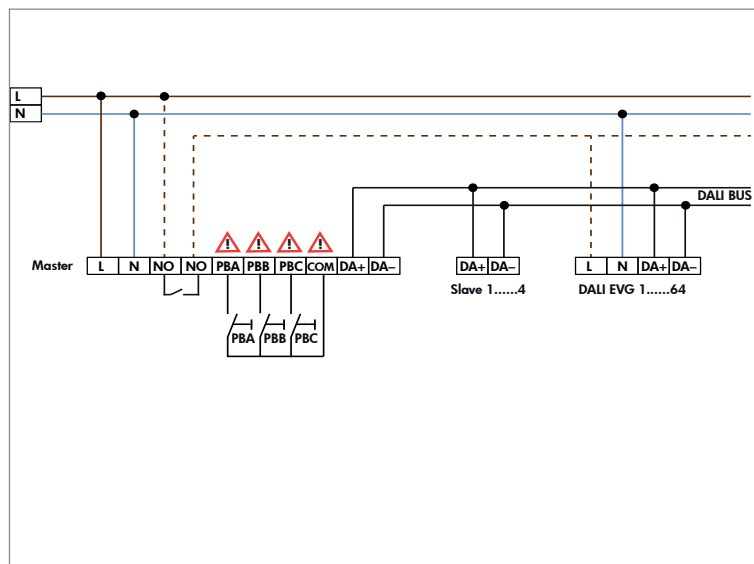 L
N
DALI BUS
! ! ! !
Master L N NO NO PBA PBB PBC COM DA+ DA– DA+ DA– L N DA+ DA–
Slave 1......4 DALI EVG 1......64
PBA PBB PBC